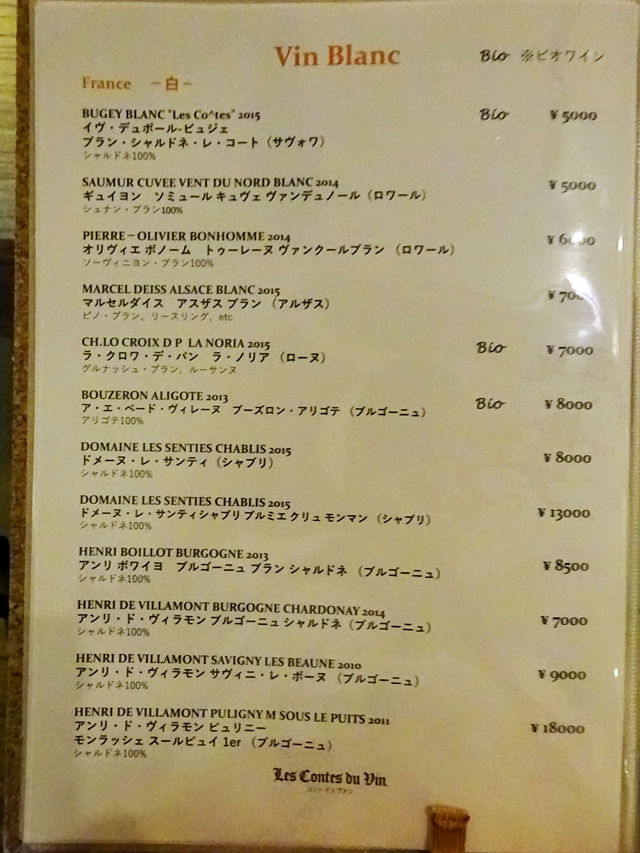 Vin Blanc
Bio ※ビオワイン
France －白－
BUGEY BLANC "Les Co^tes" 2015 Bio ¥5000
イヴ・デュポール-ビュジェ
ブラン・シャルドネ・レ・コート（サヴォワ）
シャルドネ100%
SAUMUR CUVEE VENT DU NORD BLANC 2014 ¥5000
ギュイヨン ソミュール キュヴェ ヴァンデュノール（ロワール）
シュナン・ブラン100%
PIERRE－OLIVIER BONHOMME 2014
オリヴィエ ボノーム トゥーレーヌ ヴァンクールブラン （ロワール）
ソーヴィニヨン・ブラン100%
MARCEL DEISS ALSACE BLANC 2015
マルセルダイス アスザス ブラン （アルザス）
ピノ・ブラン、リースリング、etc
CH.LO CROIX D P LA NORIA 2015 Bio ¥7000
ラ・クロワ・デ・パン ラ・ノリア （ローヌ）
グルナッシュ・ブラン、ルーサンヌ
BOUZERON ALIGOTE 2013 Bio ¥8000
ア・エ・ペード・ヴィレーヌ ブーズロン・アリゴテ （ブルゴーニュ）
アリゴテ100%
DOMAINE LES SENTIES CHABLIS 2015 ¥8000
ドメーヌ・レ・サンティ（シャブリ）
シャルドネ100%
DOMAINE LES SENTIES CHABLIS 2015 ¥13000
ドメーヌ・レ・サンティシャブリ プルミエ クリュ モンマン （シャブリ）
シャルドネ100%
HENRI BOILLOT BURGOGNE 2013 ¥8500
アンリ ボワイヨ ブルゴーニュ ブラン シャルドネ （ブルゴーニュ）
シャルドネ100%
HENRI DE VILLAMONT BURGOGNE CHARDONAY 2014 ¥7000
アンリ・ド・ヴィラモン ブルゴーニュ シャルドネ（ブルゴーニュ）
シャルドネ100%
HENRI DE VILLAMONT SAVIGNY LES BEAUNE 2010 ¥9000
アンリ・ド・ヴィラモン サヴィニ・レ・ボーヌ （ブルゴーニュ）
シャルドネ100%
HENRI DE VILLAMONT PULIGNY M SOUS LE PUITS 2011 ¥18000
アンリ・ド・ヴィラモン ピュリニー
モンラッシェ スールピュイ 1er （ブルゴーニュ）
シャルドネ100%
Les Contes du Vin
コント デュ ヴァン